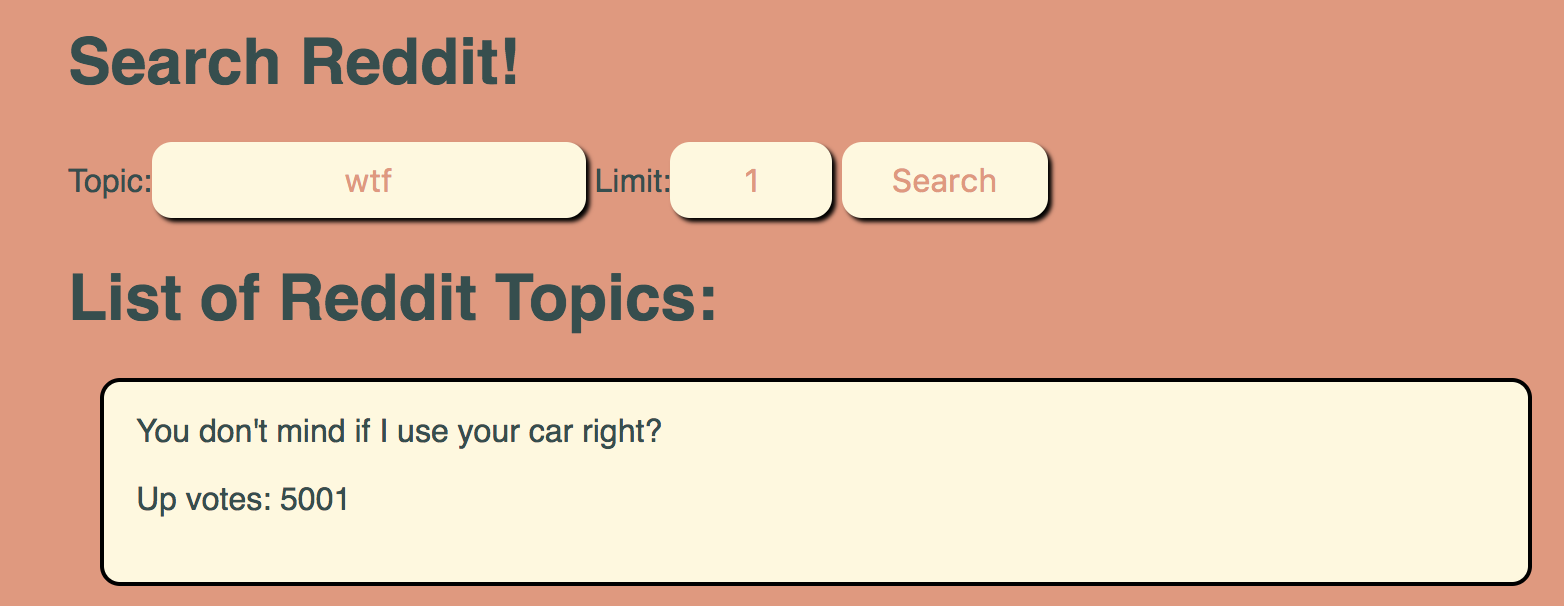 Search Reddit!
Topic: wtf Limit: 1 Search
List of Reddit Topics:
You don't mind if I use your car right?
Up votes: 5001